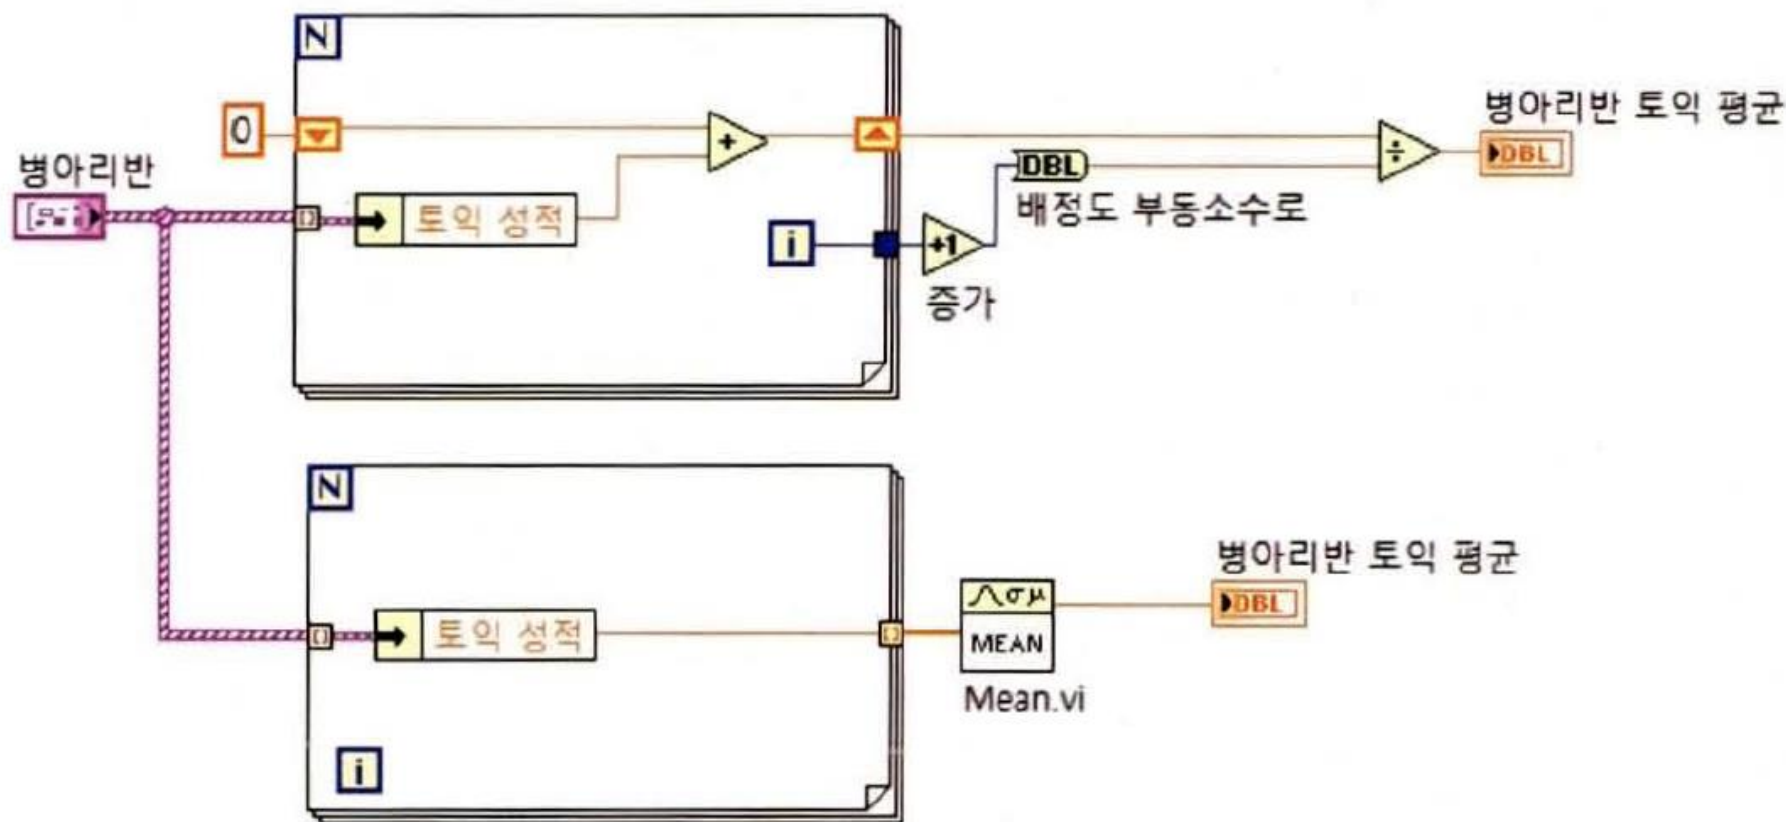 N
0
+
÷
병아리반 토익 평균
DBL
병아리반
토익 성적
DBL
배정도 부동소수로
i
+1
증가
N
토익 성적
i
σμ
MEAN
Mean.vi
병아리반 토익 평균
DBL